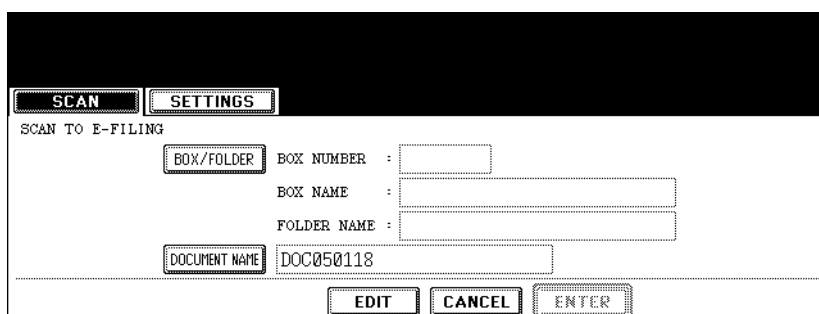 SCAN SETTINGS
SCAN TO E-FILING
BOX/FOLDER BOX NUMBER :
BOX NAME :
FOLDER NAME :
DOCUMENT NAME DOC050118
EDIT CANCEL ENTER